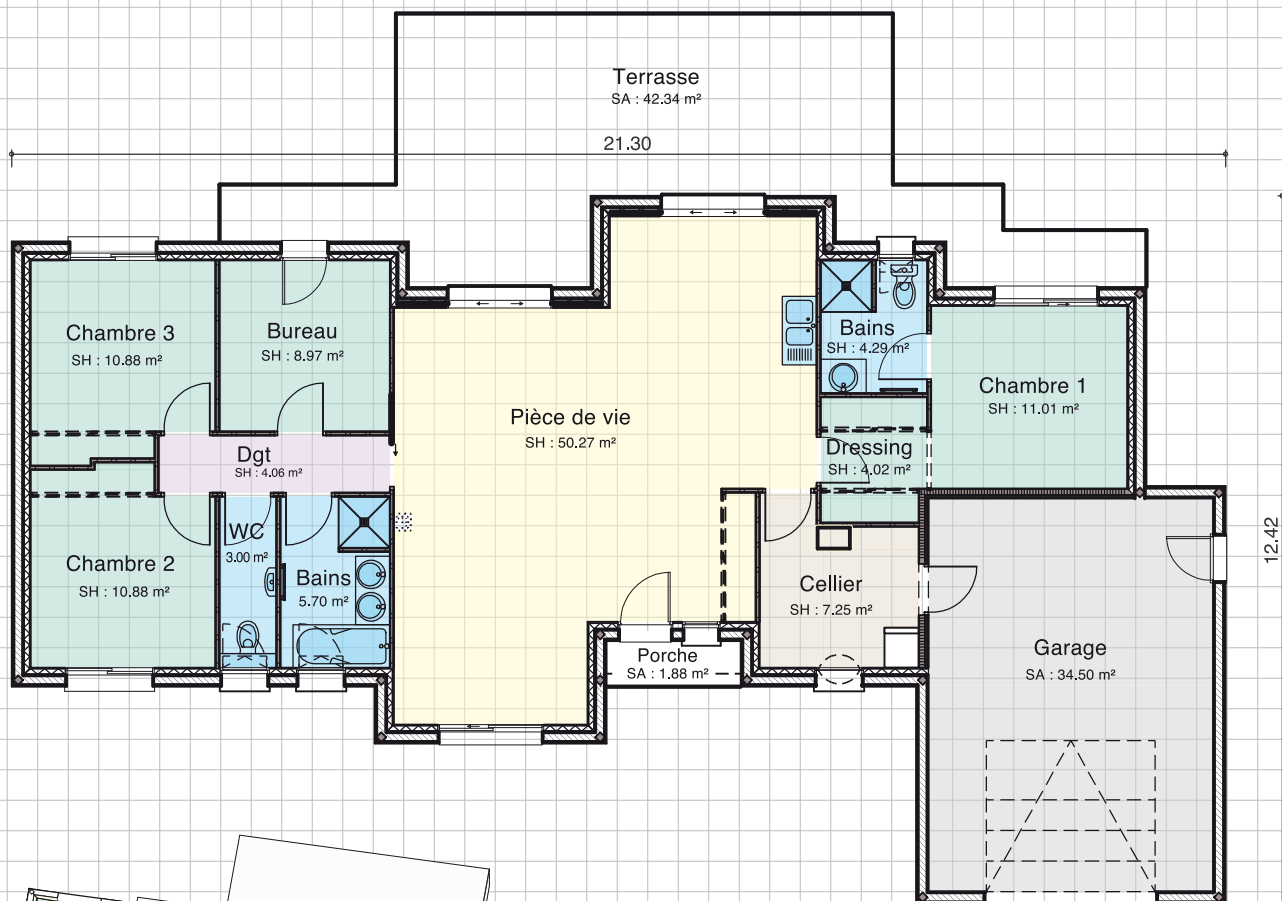 Terrasse
SA : 42.34 m²
21.30
Chambre 3
SH : 10.88 m²
Bureau
SH : 8.97 m²
Bains
SH : 4.29 m²
Chambre 1
SH : 11.01 m²
Pièce de vie
SH : 50.27 m²
Dgt
SH : 4.06 m²
Dressing
SH : 4.02 m²
WC
3.00 m²
Chambre 2
SH : 10.88 m²
Bains
5.70 m²
Cellier
SH : 7.25 m²
12.42
Porche
SA : 1.88 m²
Garage
SA : 34.50 m²